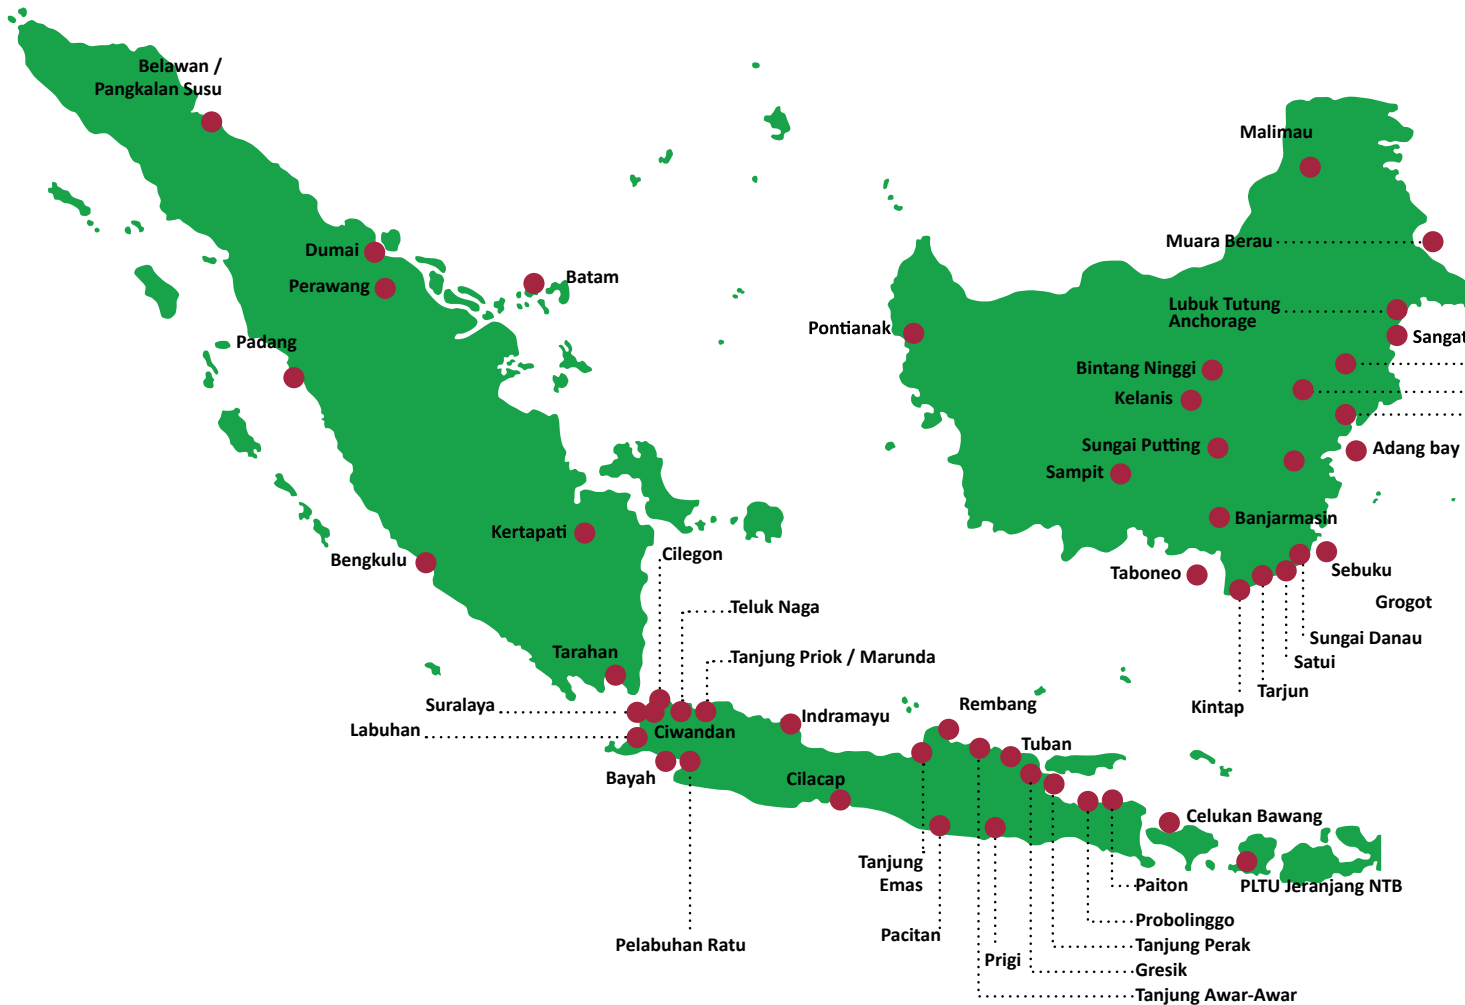 Belawan /
Pangkalan Susu
Malimau
Dumai
Muara Berau
Batam
Perawang
Lubuk Tutung
Anchorage
Pontianak
Padang
Sangat
Bintang Ninggi
Kelanis
Sungai Putting
Adang bay
Sampit
Kertapati
Banjarmasin
Cilegon
Bengkulu
Taboneo
Sebuku
Grogot
Teluk Naga
Sungai Danau
Tarahan
Tanjung Priok / Marunda
Satui
Tarjun
Suralaya
Rembang
Kintap
Labuhan
Ciwandan
Indramayu
Tuban
Bayah
Cilacap
Celukan Bawang
Tanjung
Emas
Paiton
PLTU Jeranjang NTB
Probolinggo
Pacitan
Pelabuhan Ratu
Tanjung Perak
Prigi
Gresik
Tanjung Awar-Awar